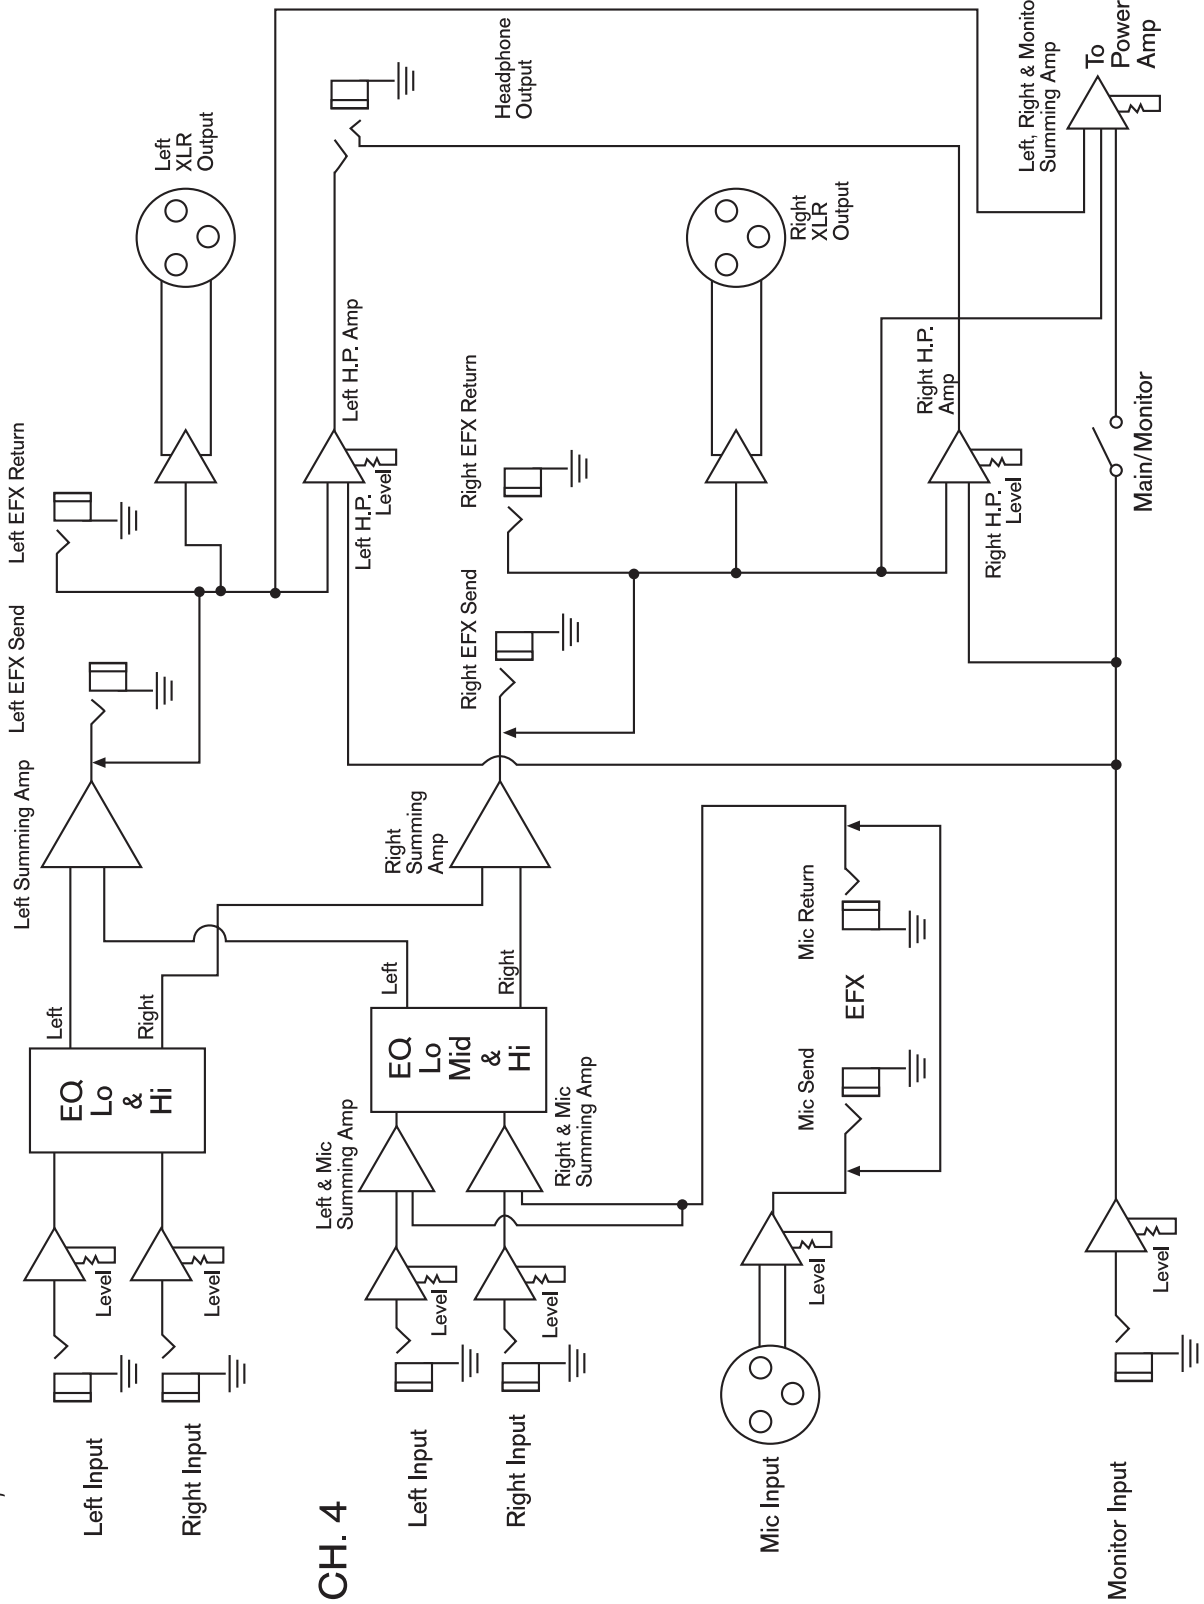 Left Input
Right Input
Level
Level
EQ
Lo
&
Hi
Left
Right
Left Summing Amp
Left EFX Send
Left EFX Return
Left
XLR
Output
CH. 4
Left Input
Right Input
Level
Level
Left & Mic
Summing Amp
Right & Mic
Summing Amp
EQ
Lo
Mid
&
Hi
Left
Right
Right
Summing
Amp
Left H.P.
Level
Left H.P. Amp
Headphone
Output
Right EFX Send
Right EFX Return
Right
XLR
Output
Mic Input
Level
Mic Send
EFX
Mic Return
Right H.P.
Level
Right H.P.
Amp
Monitor Input
Level
Main/Monitor
Left, Right & Monito
Summing Amp
To
Power
Amp